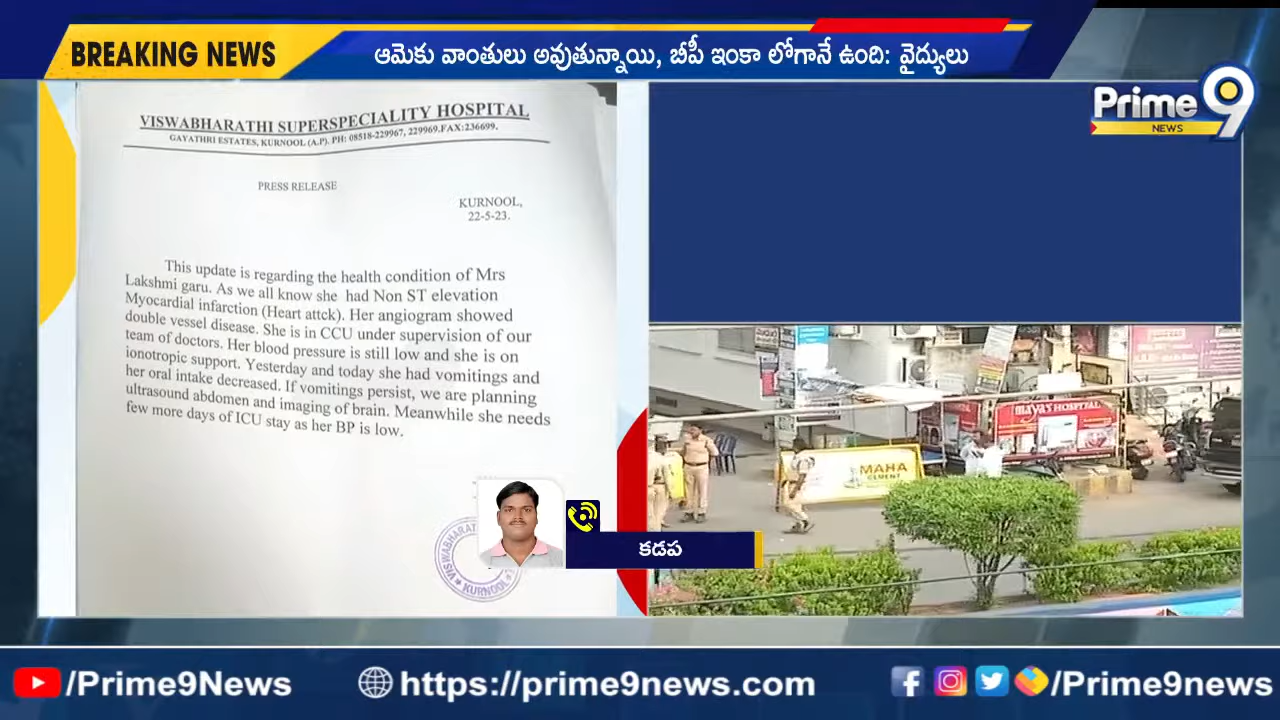 BREAKING NEWS
ఆమెకు వాంతులు అవుతున్నాయి, బీపీ ఇంకా లోగానే ఉంది: వైద్యులు
Prime9
NEWS
VISWABHARATHI SUPERSPECIALITY HOSPITAL
GAYATHRI ESTATES, KURNOOL (A.P). PH: 08518-229967, 229969.FAX:236699.
PRESS RELEASE
KURNOOL,
22-5-23.
This update is regarding the health condition of Mrs
Lakshmi garu. As we all know she had Non ST elevation
Myocardial infarction (Heart attck). Her angiogram showed
double vessel disease. She is in CCU under supervision of our
team of doctors. Her blood pressure is still low and she is on
ionotropic support. Yesterday and today she had vomitings and
her oral intake decreased. If vomitings persist, we are planning
ultrasound abdomen and imaging of brain. Meanwhile she needs
few more days of ICU stay as her BP is low.
KURNOOL
కడప
maya's HOSPITAL
MAHA
CEMENT
/Prime9News
https://prime9news.com
/Prime9news